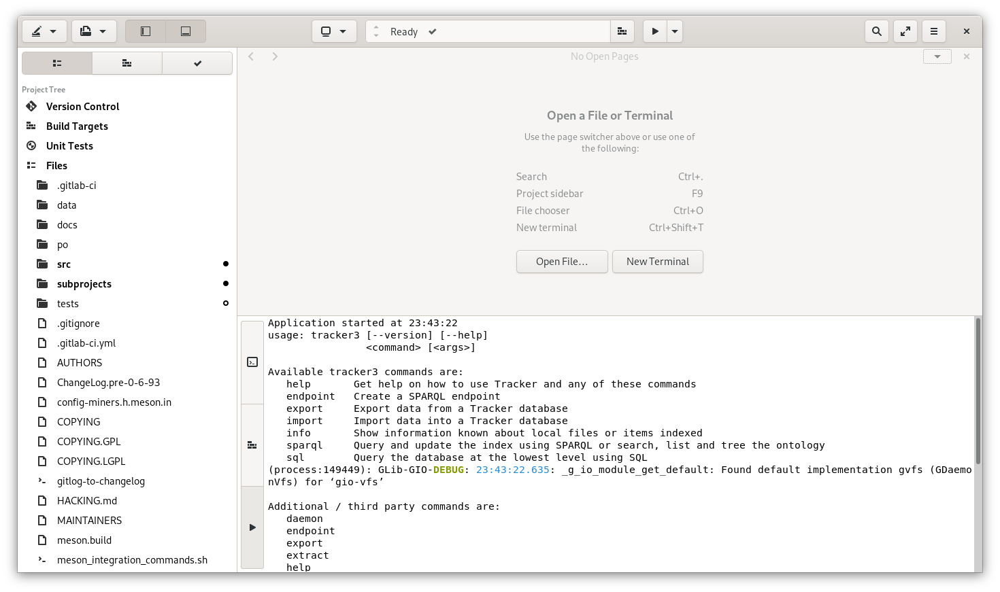 Ready
No Open Pages
Project Tree
Version Control
Build Targets
Unit Tests
Files
.gitlab-ci
data
docs
po
src
subprojects
tests
.gitignore
.gitlab-ci.yml
AUTHORS
ChangeLog.pre-0-6-93
config-miners.h.meson.in
COPYING
COPYING.GPL
COPYING.LGPL
gitlog-to-changelog
HACKING.md
MAINTAINERS
meson.build
meson_integration_commands.sh
Open a File or Terminal
Use the page switcher above or use one of
the following:
Search Ctrl+.
Project sidebar F9
File chooser Ctrl+O
New terminal Ctrl+Shift+T
Open File… New Terminal
Application started at 23:43:22
usage: tracker3 [--version] [--help]
<command> [<args>]
Available tracker3 commands are:
help Get help on how to use Tracker and any of these commands
endpoint Create a SPARQL endpoint
export Export data from a Tracker database
import Import data into a Tracker database
info Show information known about local files or items indexed
sparql Query and update the index using SPARQL or search, list and tree the ontology
sql Query the database at the lowest level using SQL
(process:149449): GLib-GIO-DEBUG: 23:43:22.635: _g_io_module_get_default: Found default implementation gvfs (GDaemo
nVfs) for ‘gio-vfs’
Additional / third party commands are:
daemon
endpoint
export
extract
help